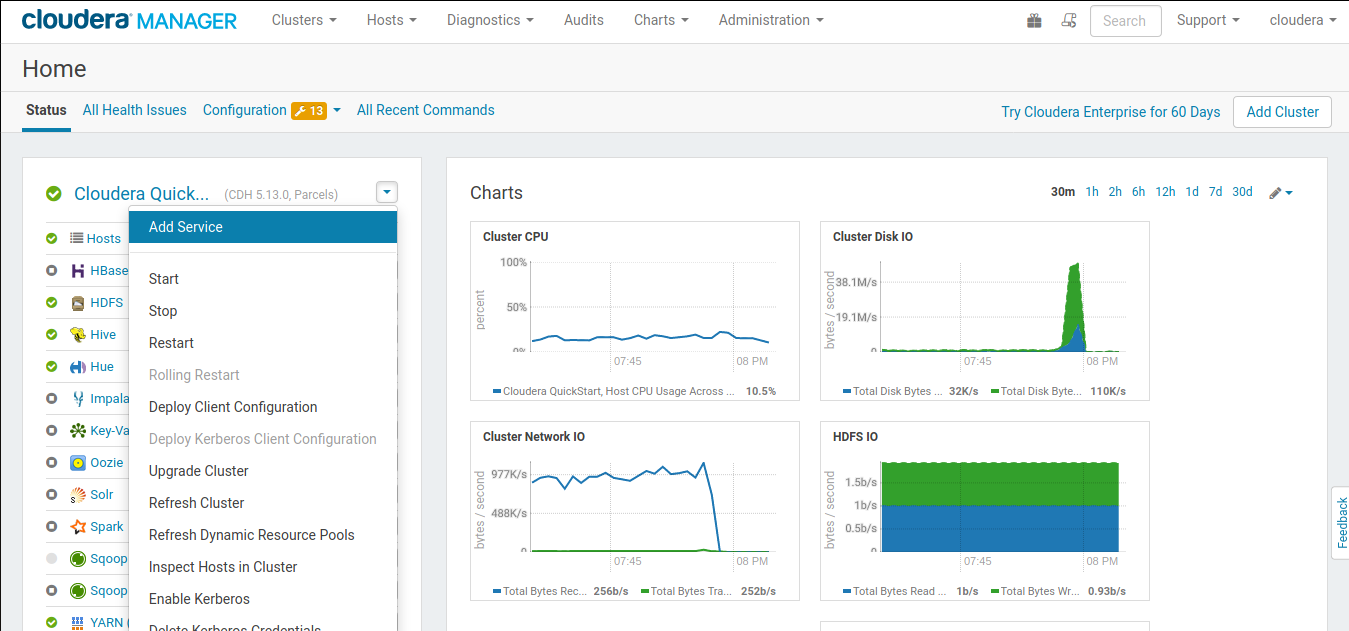 cloudera MANAGER
Clusters
Hosts
Diagnostics
Audits
Charts
Administration
Search
Support
cloudera
Home
Status
All Health Issues
Configuration
13
All Recent Commands
Try Cloudera Enterprise for 60 Days
Add Cluster
Cloudera Quick...
(CDH 5.13.0, Parcels)
Hosts
HBase
HDFS
Hive
Hue
Impala
Key-Va
Oozie
Solr
Spark
Sqoop
Sqoop
YARN (
Add Service
Start
Stop
Restart
Rolling Restart
Deploy Client Configuration
Deploy Kerberos Client Configuration
Upgrade Cluster
Refresh Cluster
Refresh Dynamic Resource Pools
Inspect Hosts in Cluster
Enable Kerberos
Delete Kerberos Credentials
Charts
30m 1h 2h 6h 12h 1d 7d 30d
Cluster CPU
percent
100%
50%
0%
07:45
08 PM
Cloudera QuickStart, Host CPU Usage Across ... 10.5%
Cluster Disk IO
bytes / second
38.1M/s
19.1M/s
0
07:45
08 PM
Total Disk Bytes ... 32K/s
Total Disk Byte... 110K/s
Cluster Network IO
bytes / second
977K/s
488K/s
0
07:45
08 PM
Total Bytes Rec... 256b/s
Total Bytes Tra... 252b/s
HDFS IO
bytes / second
1.5b/s
1b/s
0.5b/s
0
07:45
08 PM
Total Bytes Read ... 1b/s
Total Bytes Wr... 0.93b/s
Feedback